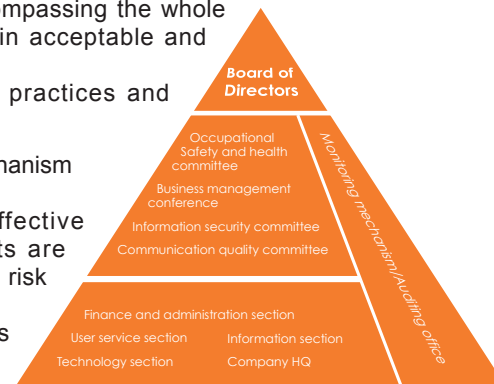 mpassing the whole
in acceptable and
practices and
hanism
ffective
ts are
risk
s
Board of
Directors
Occupational
Safety and health
committee
Business management
conference
Information security committee
Communication quality committee
Monitoring mechanism/Auditing office
Finance and administration section
User service section
Information section
Technology section
Company HQ